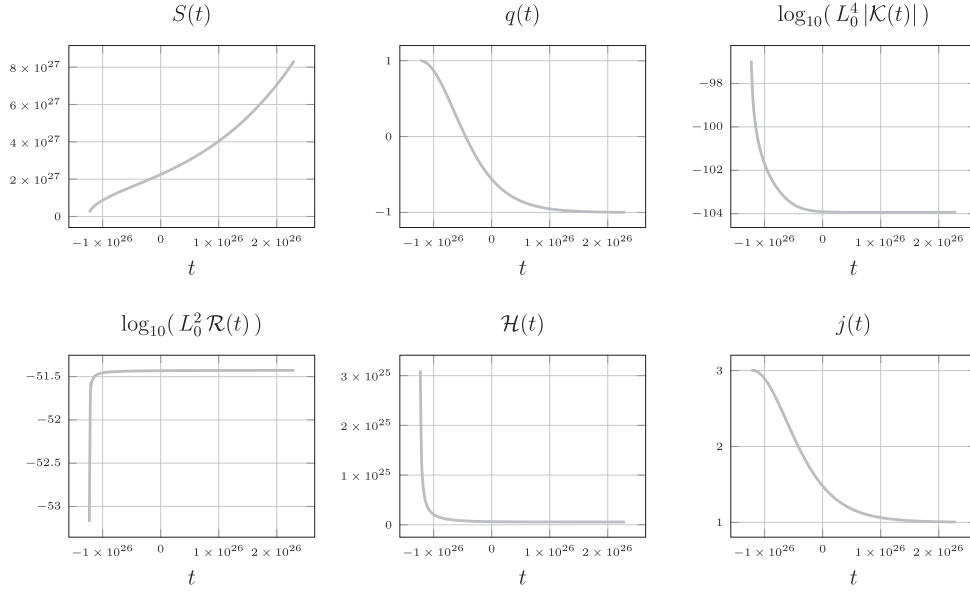 S(t) q(t) log₁₀( L₀⁴ |𝒦(t)| )
8 × 10²⁷
6 × 10²⁷
4 × 10²⁷
2 × 10²⁷
0
−1 × 10²⁶ 0 1 × 10²⁶ 2 × 10²⁶
t
1
0
−1
−1 × 10²⁶ 0 1 × 10²⁶ 2 × 10²⁶
t
−98
−100
−102
−104
−1 × 10²⁶ 0 1 × 10²⁶ 2 × 10²⁶
t
log₁₀( L₀² ℛ(t) ) ℋ(t) j(t)
−51.5
−52
−52.5
−53
−1 × 10²⁶ 0 1 × 10²⁶ 2 × 10²⁶
t
3 × 10²⁵
2 × 10²⁵
1 × 10²⁵
0
−1 × 10²⁶ 0 1 × 10²⁶ 2 × 10²⁶
t
3
2
1
−1 × 10²⁶ 0 1 × 10²⁶ 2 × 10²⁶
t